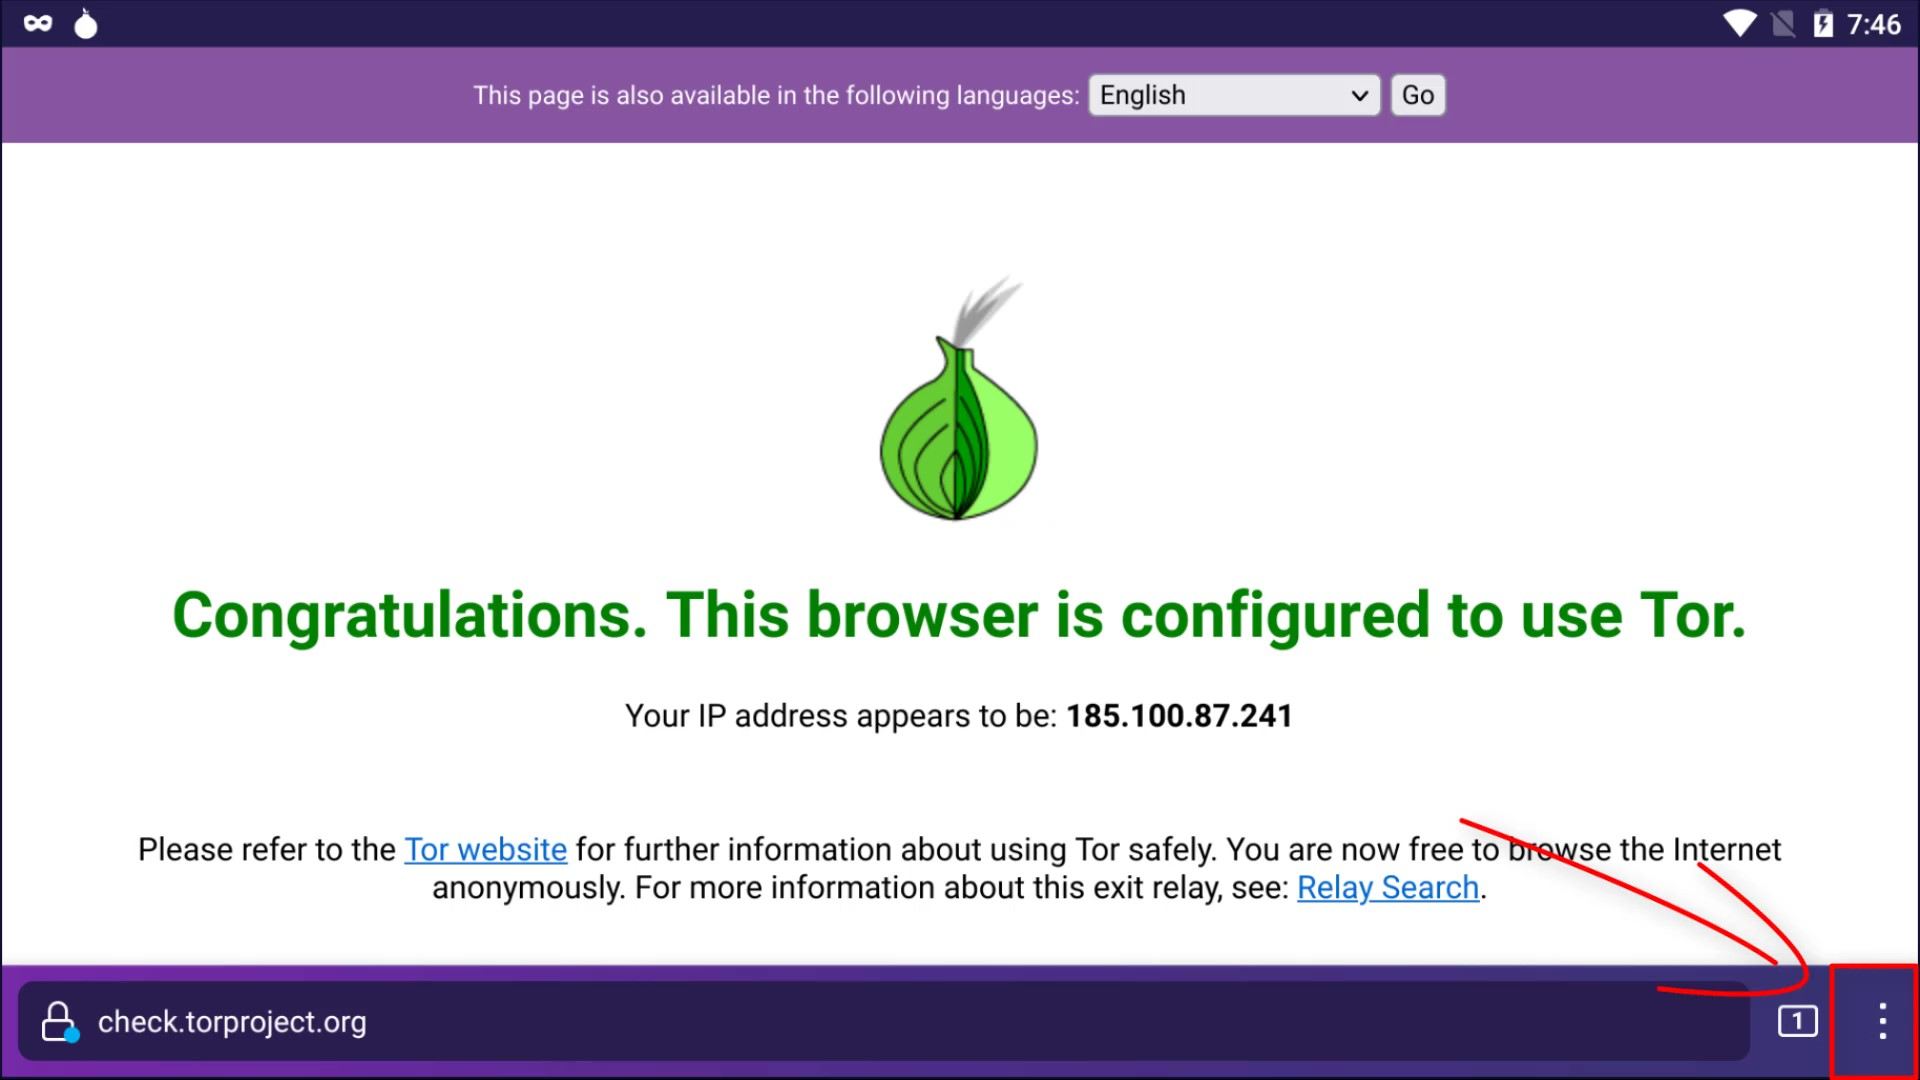 7:46
This page is also available in the following languages: English Go
Congratulations. This browser is configured to use Tor.
Your IP address appears to be: 185.100.87.241
Please refer to the Tor website for further information about using Tor safely. You are now free to browse the Internet
anonymously. For more information about this exit relay, see: Relay Search.
check.torproject.org 1